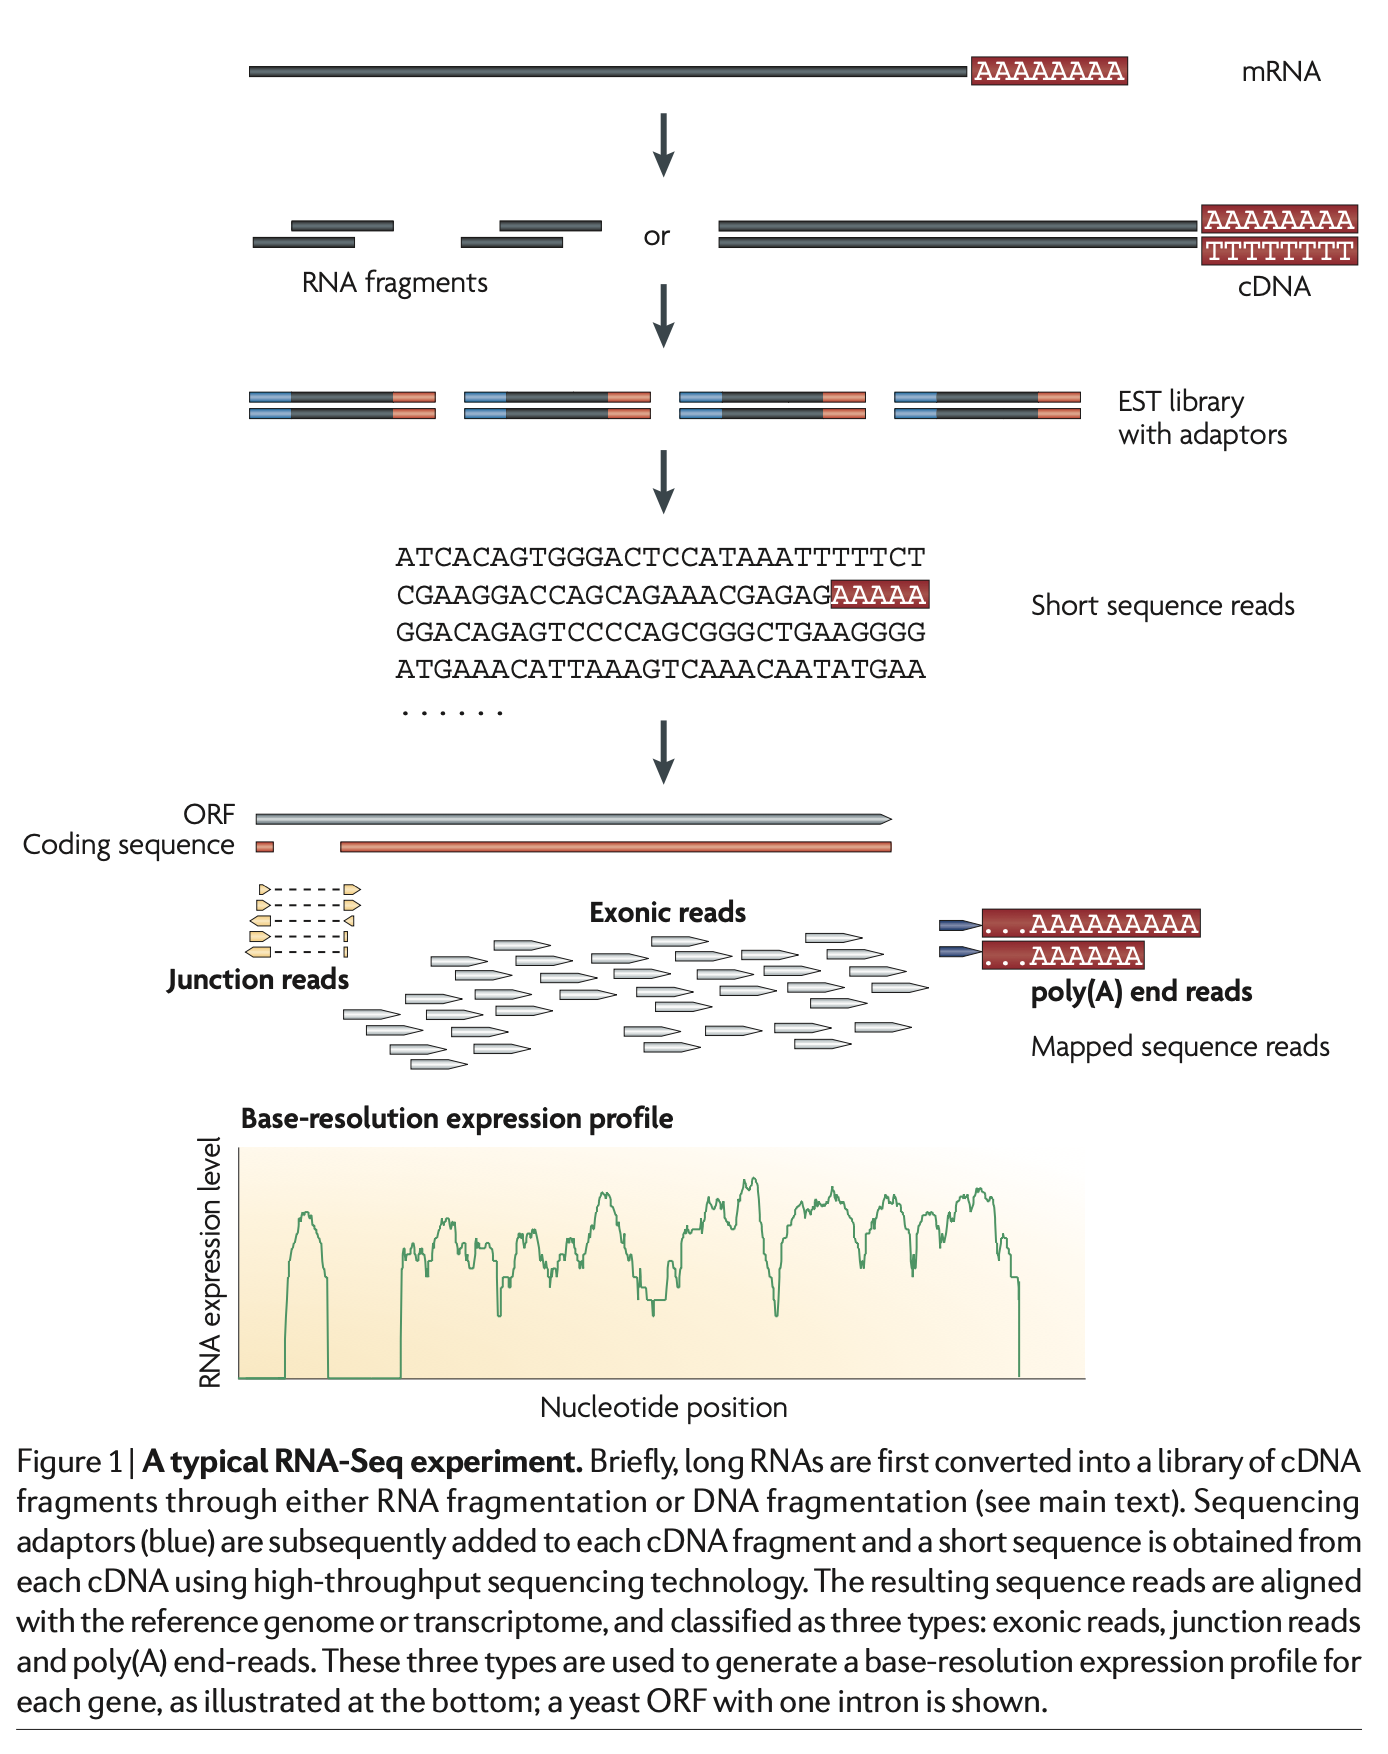 AAAAAAAA mRNA
AAAAAAAA
or
TTTTTTTT
RNA fragments
cDNA
EST library
with adaptors
ATCACAGTGGGACTCCATAAATTTTTCT
CGAAGGACCAGCAGAAACGAGAGAAAAA
Short sequence reads
GGACAGAGTCCCCAGCGGGCTGAAGGGG
ATGAAACATTAAAGTCAAACAATATGAA
......
ORF
Coding sequence
Exonic reads
...AAAAAAAAA
...AAAAAA
Junction reads
poly(A) end reads
Mapped sequence reads
Base-resolution expression profile
RNA expression level
Nucleotide position
Figure 1 | A typical RNA-Seq experiment. Briefly, long RNAs are first converted into a library of cDNA
fragments through either RNA fragmentation or DNA fragmentation (see main text). Sequencing
adaptors (blue) are subsequently added to each cDNA fragment and a short sequence is obtained from
each cDNA using high-throughput sequencing technology. The resulting sequence reads are aligned
with the reference genome or transcriptome, and classified as three types: exonic reads, junction reads
and poly(A) end-reads. These three types are used to generate a base-resolution expression profile for
each gene, as illustrated at the bottom; a yeast ORF with one intron is shown.